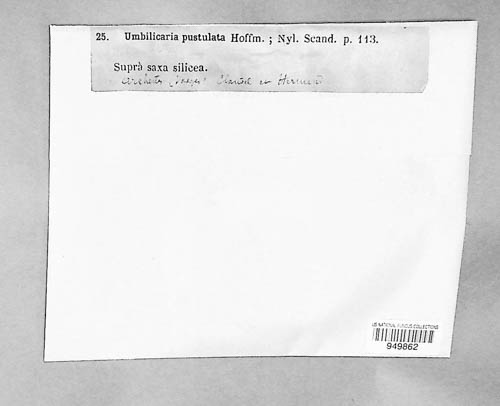 25. Umbilicaria pustulata Hoffm. ; Nyl. Scand. p. 113.
Suprà saxa silicea.
US NATIONAL FUNGUS COLLECTIONS
949862